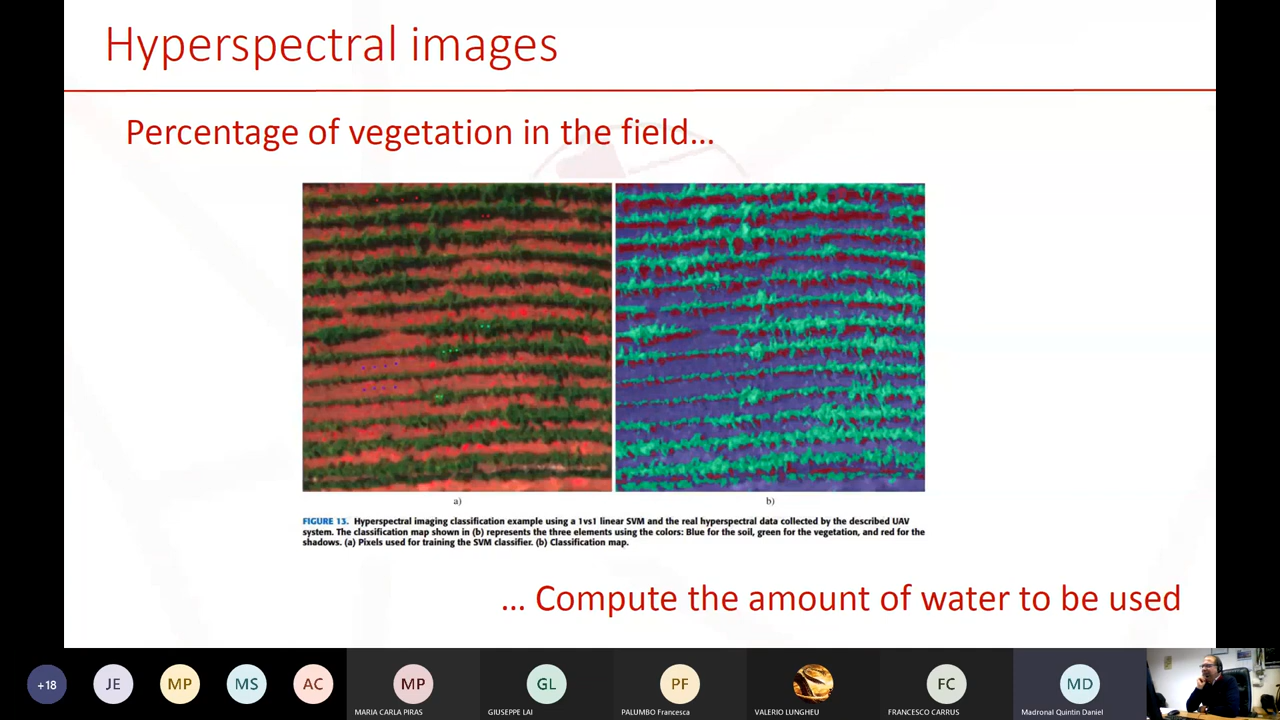 Hyperspectral images
Percentage of vegetation in the field...
a)
b)
FIGURE 13. Hyperspectral imaging classification example using a 1vs1 linear SVM and the real hyperspectral data collected by the described UAV
system. The classification map shown in (b) represents the three elements using the colors: Blue for the soil, green for the vegetation, and red for the
shadows. (a) Pixels used for training the SVM classifier. (b) Classification map.
... Compute the amount of water to be used
+18
JE
MP
MS
AC
MP
GL
PF
FC
MD
MARIA CARLA PIRAS
GIUSEPPE LAI
PALUMBO Francesca
VALERIO LUNGHEU
FRANCESCO CARRUS
Madronal Quintin Daniel